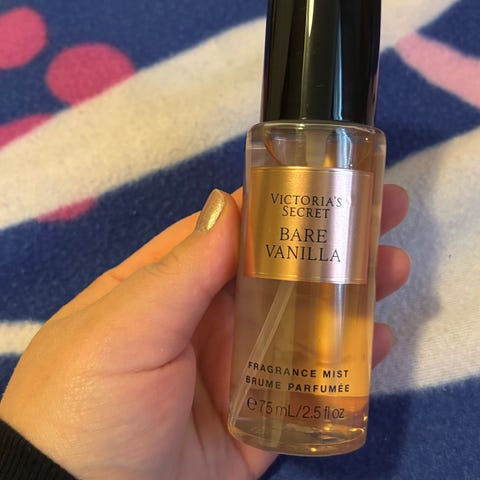 VICTORIA'S
SECRET
BARE
VANILLA
FRAGRANCE MIST
BRUME PARFUMÉE
℮75 mL/2.5 fl oz